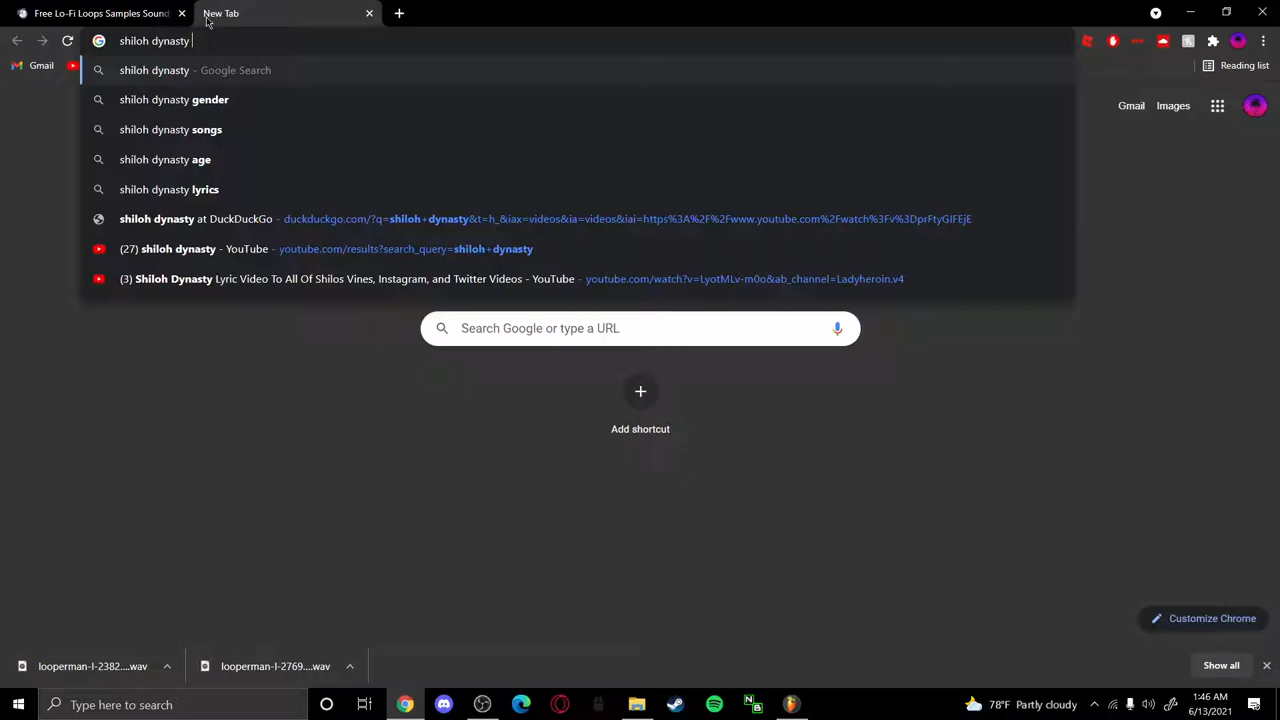 Free Lo-Fi Loops Samples Sound
New Tab
shiloh dynasty
Gmail
Reading list
shiloh dynasty - Google Search
shiloh dynasty gender
shiloh dynasty songs
shiloh dynasty age
shiloh dynasty lyrics
shiloh dynasty at DuckDuckGo - duckduckgo.com/?q=shiloh+dynasty&t=h_&iax=videos&ia=videos&iai=https%3A%2F%2Fwww.youtube.com%2Fwatch%3Fv%3DprFtyGIFEjE
(27) shiloh dynasty - YouTube - youtube.com/results?search_query=shiloh+dynasty
(3) Shiloh Dynasty Lyric Video To All Of Shilos Vines, Instagram, and Twitter Videos - YouTube - youtube.com/watch?v=LyotMLv-m0o&ab_channel=Ladyheroin.v4
Gmail Images
Search Google or type a URL
Add shortcut
Customize Chrome
looperman-l-2382....wav
looperman-l-2769....wav
Show all
Type here to search
78°F Partly cloudy
1:46 AM
6/13/2021